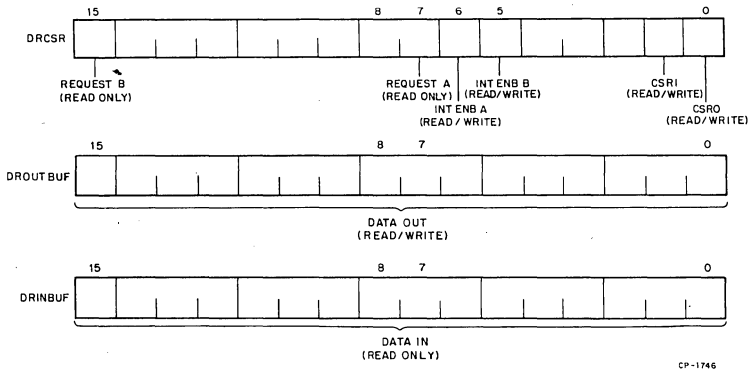 15 8 7 6 5 0
DRCSR
REQUEST B
(READ ONLY)
REQUEST A
(READ ONLY)
INT ENB A
(READ / WRITE)
INT ENB B
(READ/WRITE)
CSR1
(READ/WRITE)
CSR0
(READ/WRITE)
15 8 7 0
DROUTBUF
DATA OUT
(READ/WRITE)
15 8 7 0
DRINBUF
DATA IN
(READ ONLY)
CP-1746